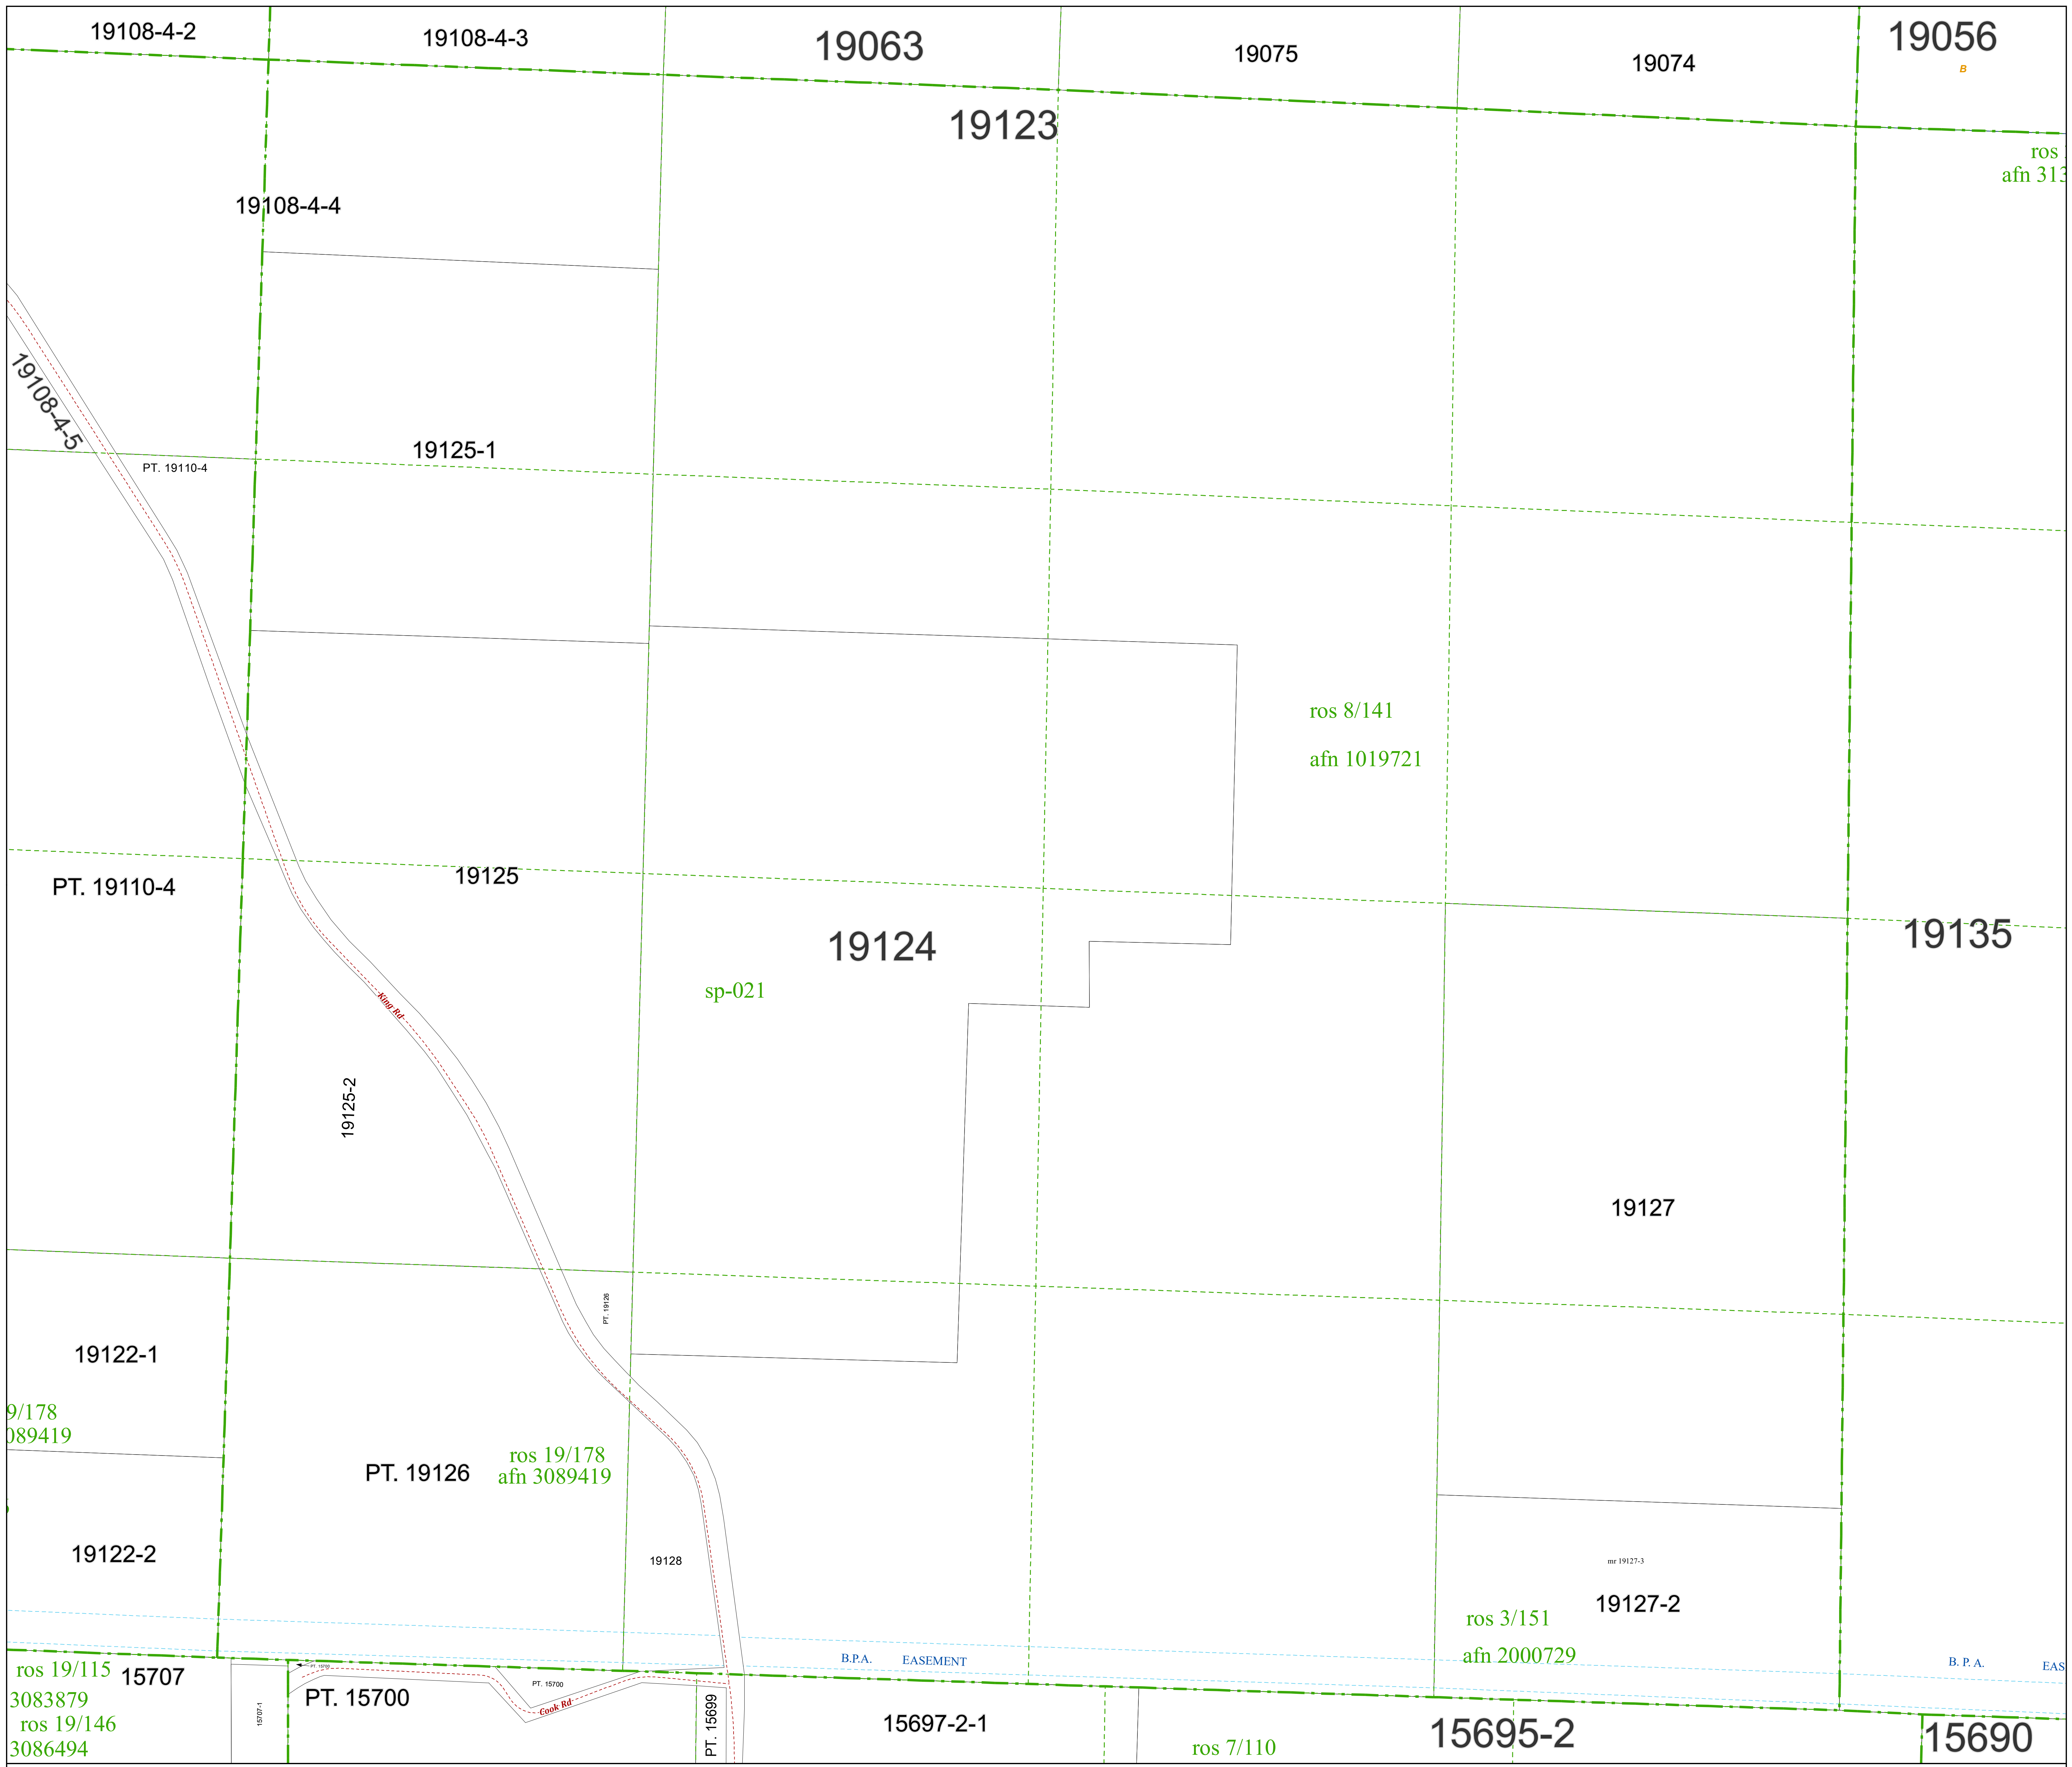 19108-4-2
19108-4-3
19063
19075
19074
19056
B
19123
ros
afn 313
19108-4-4
19108-4-5
PT. 19110-4
19125-1
ros 8/141
afn 1019721
PT. 19110-4
19125
19124
19135
sp-021
King Rd
19125-2
19127
PT. 19126
19122-1
9/178
089419
ros 19/178
afn 3089419
PT. 19126
19122-2
19128
mr 19127-3
19127-2
ros 3/151
afn 2000729
B.P.A. EASEMENT
B. P. A. EAS
ros 19/115
15707
3083879
ros 19/146
3086494
15707-1
PT. 15700
PT. 15700
PT. 15700
Cook Rd
PT. 15699
15697-2-1
ros 7/110
15695-2
15690